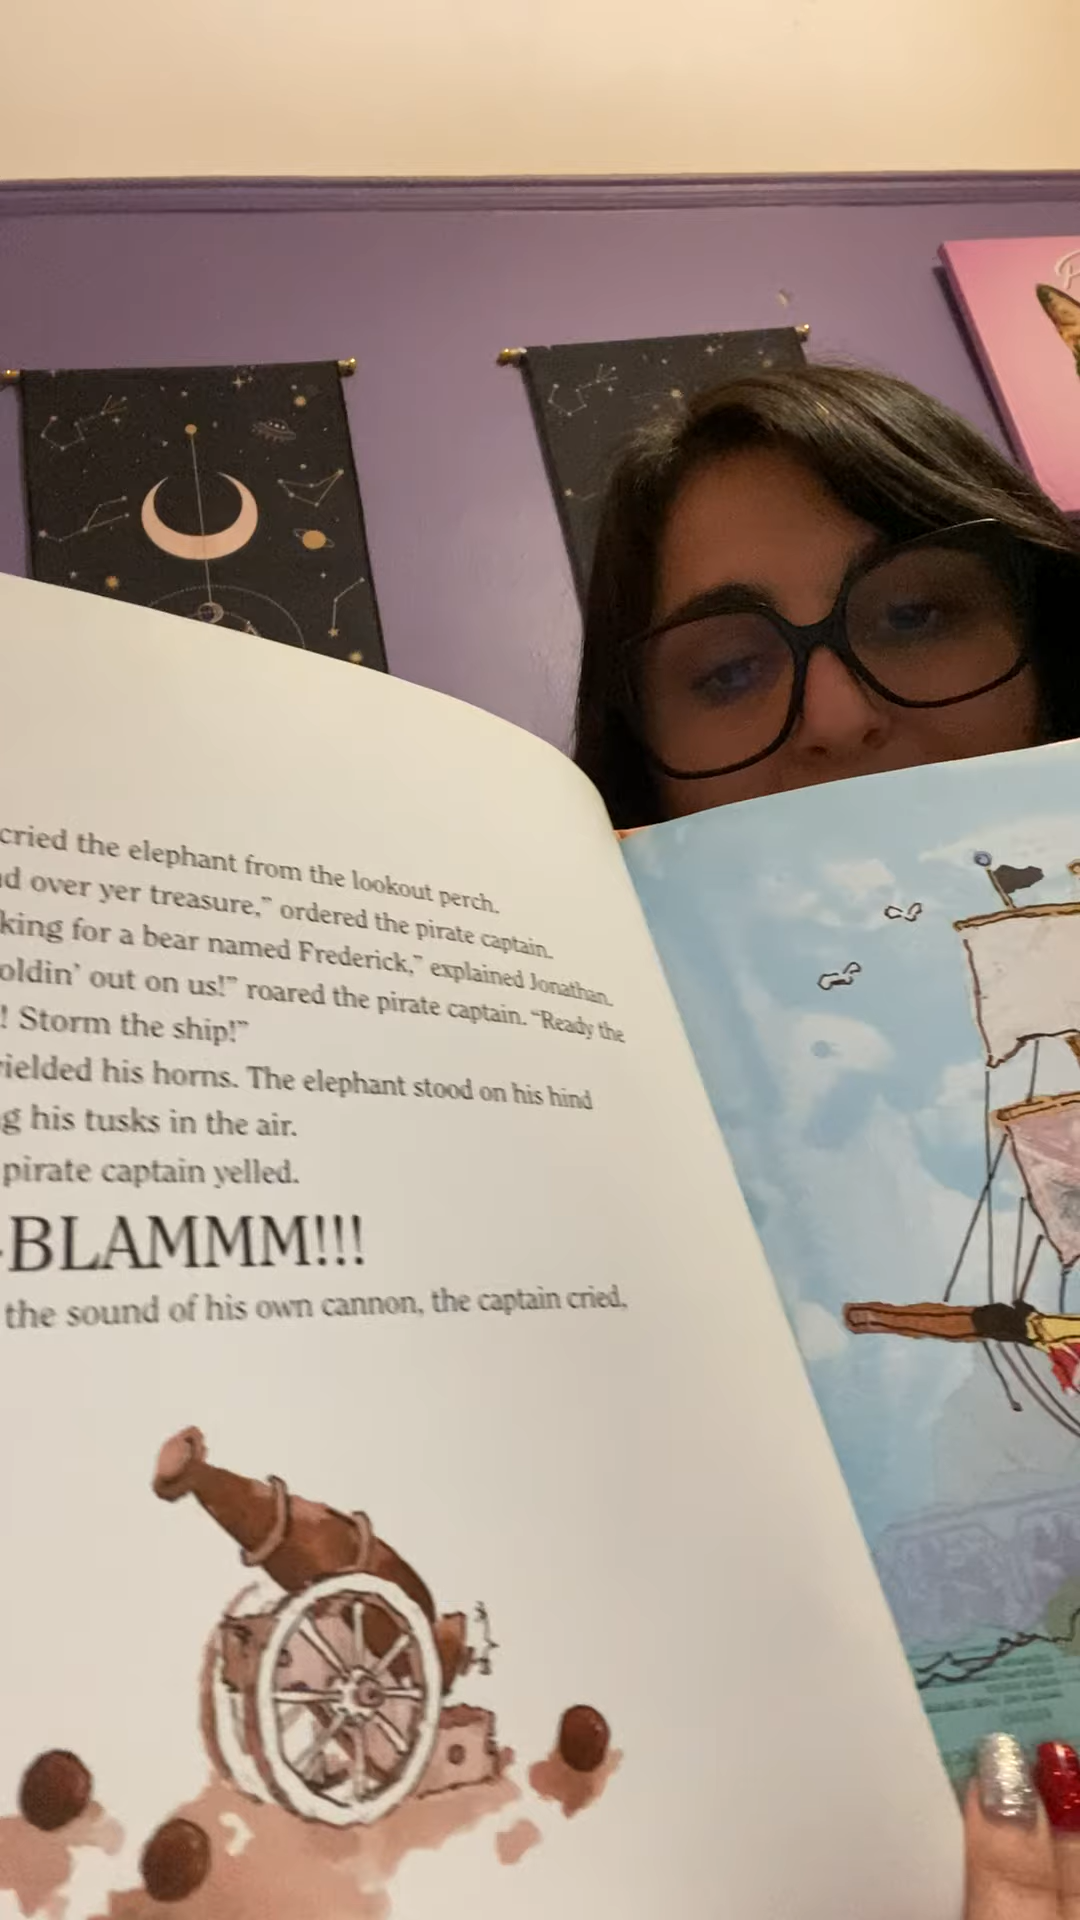 cried the elephant from the lookout perch.
d over yer treasure,” ordered the pirate captain.
king for a bear named Frederick,” explained Jonathan.
oldin’ out on us!” roared the pirate captain. “Ready the
! Storm the ship!”
ielded his horns. The elephant stood on his hind
g his tusks in the air.
pirate captain yelled.
-BLAMMM!!!
the sound of his own cannon, the captain cried,